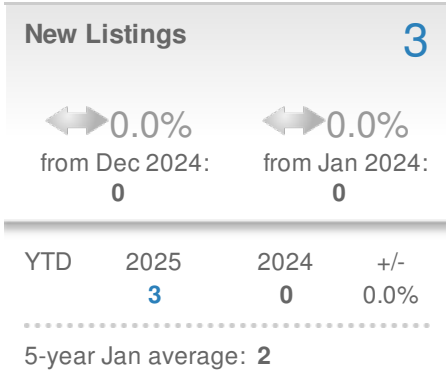 New Listings 3
0.0% 0.0%
from Dec 2024: from Jan 2024:
0 0
YTD 2025 2024 +/-
3 0 0.0%
5-year Jan average: 2